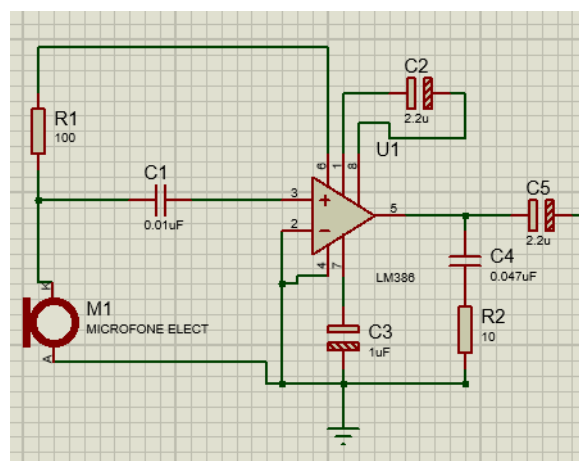 C2
2.2u
R1
100
U1
C1
0.01uF
6
1
8
3
2
5
4
7
LM386
C5
2.2u
C4
0.047uF
K
M1
MICROFONE ELECT
A
C3
1uF
R2
10